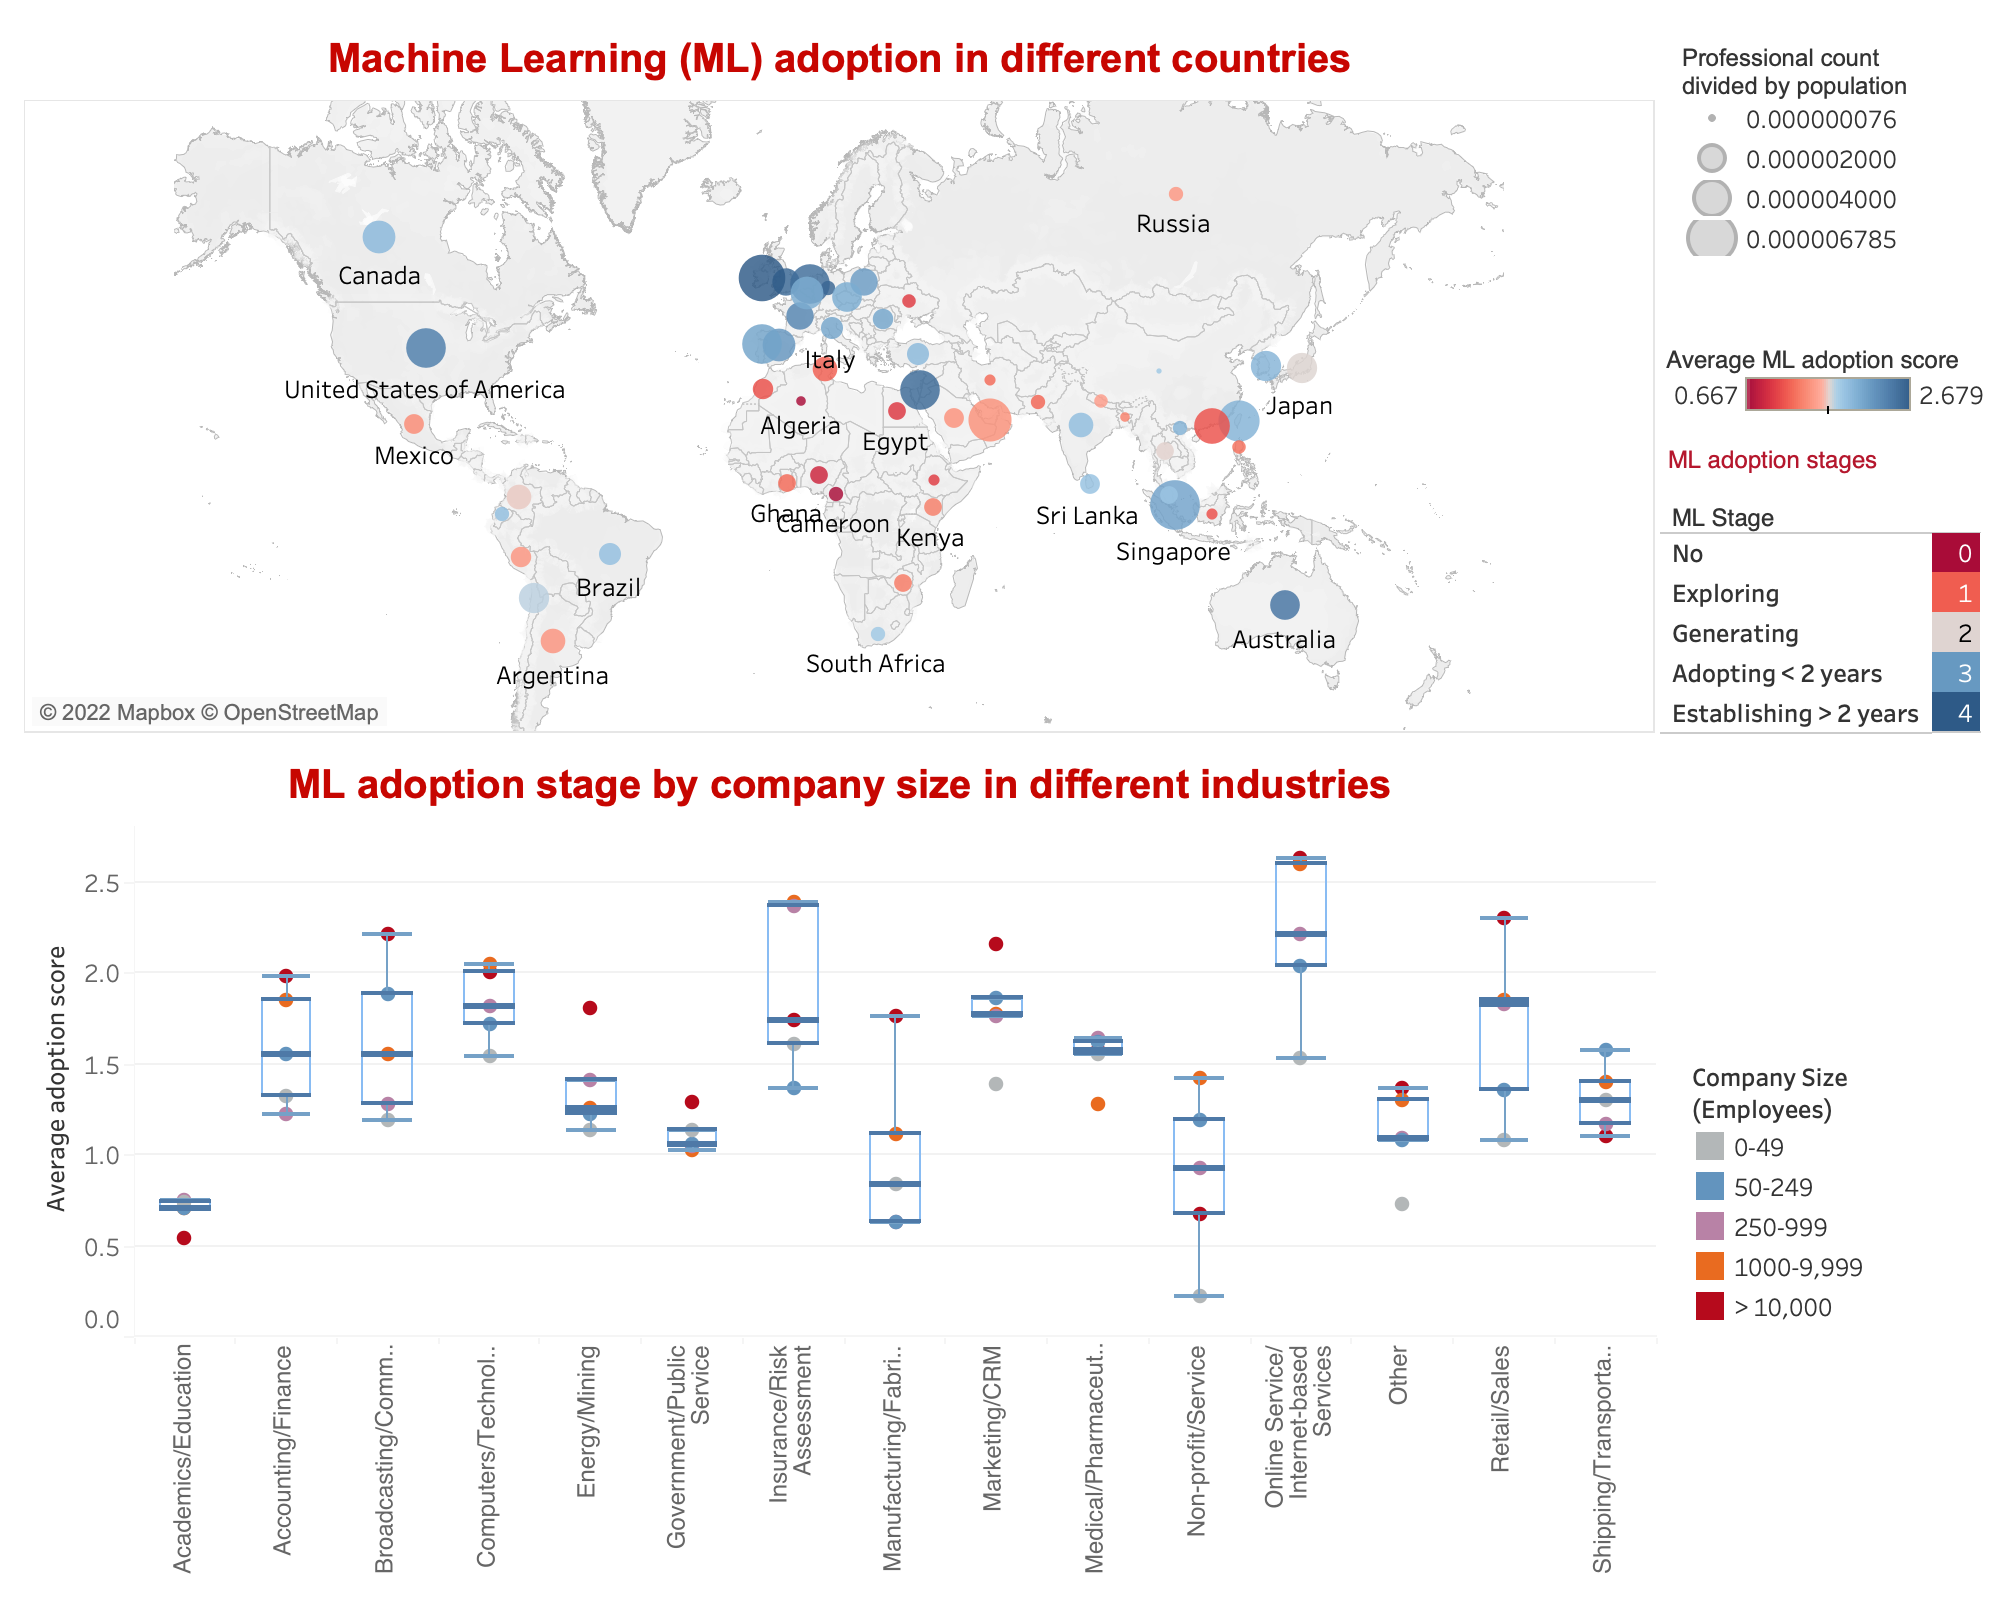 Machine Learning (ML) adoption in different countries
Canada
United States of America
Mexico
Brazil
Argentina
Italy
Algeria
Egypt
Ghana
Cameroon
Kenya
South Africa
Russia
Japan
Sri Lanka
Singapore
Australia
© 2022 Mapbox © OpenStreetMap
Professional count
divided by population
0.000000076
0.000002000
0.000004000
0.000006785
Average ML adoption score
0.667 2.679
ML adoption stages
ML Stage
No 0
Exploring 1
Generating 2
Adopting < 2 years 3
Establishing > 2 years 4
ML adoption stage by company size in different industries
Average adoption score
2.5
2.0
1.5
1.0
0.5
0.0
Academics/Education
Accounting/Finance
Broadcasting/Comm..
Computers/Technol..
Energy/Mining
Government/Public
Service
Insurance/Risk
Assessment
Manufacturing/Fabri..
Marketing/CRM
Medical/Pharmaceut..
Non-profit/Service
Online Service/
Internet-based
Services
Other
Retail/Sales
Shipping/Transporta..
Company Size
(Employees)
0-49
50-249
250-999
1000-9,999
> 10,000